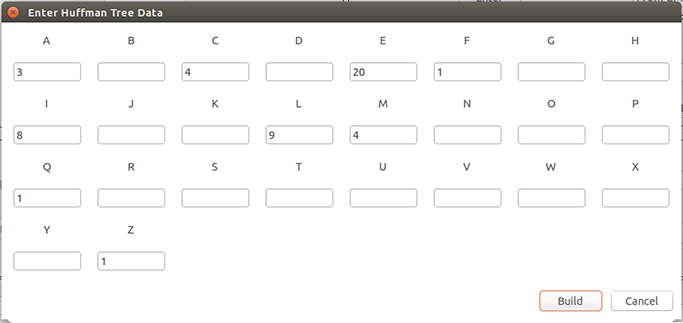 Enter Huffman Tree Data
A B C D E F G H
3 4 20 1
I J K L M N O P
8 9 4
Q R S T U V W X
1
Y Z
1
Build Cancel